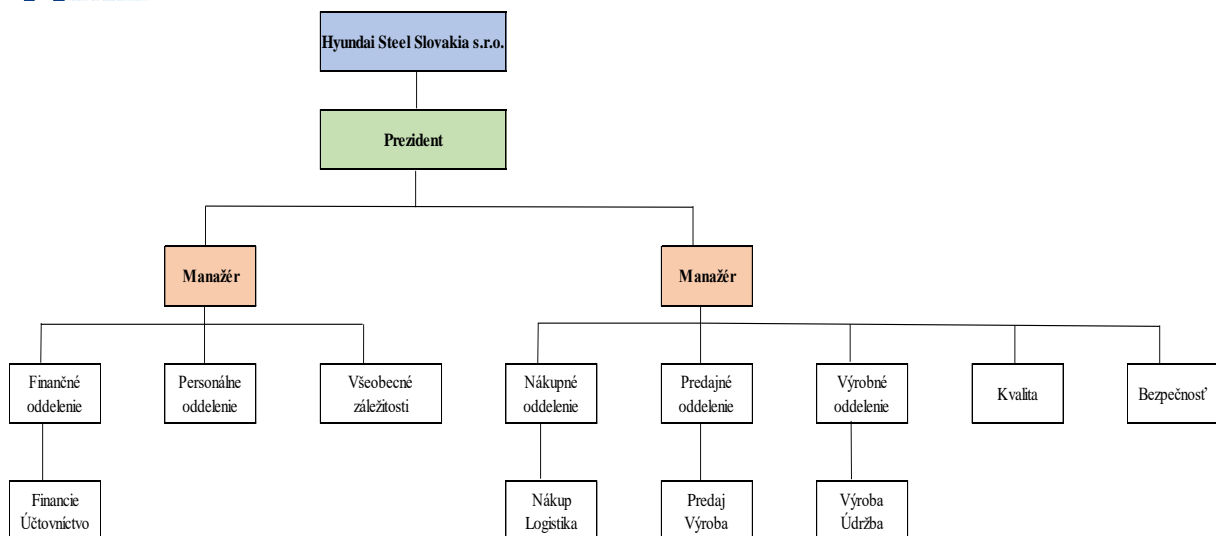 Hyundai Steel Slovakia s.r.o.
Prezident
Manažér
Manažér
Finančné
oddelenie
Personálne
oddelenie
Všeobecné
záležitosti
Nákupné
oddelenie
Predajné
oddelenie
Výrobné
oddelenie
Kvalita
Bezpečnosť
Financie
Účtovníctvo
Nákup
Logistika
Predaj
Výroba
Výroba
Údržba